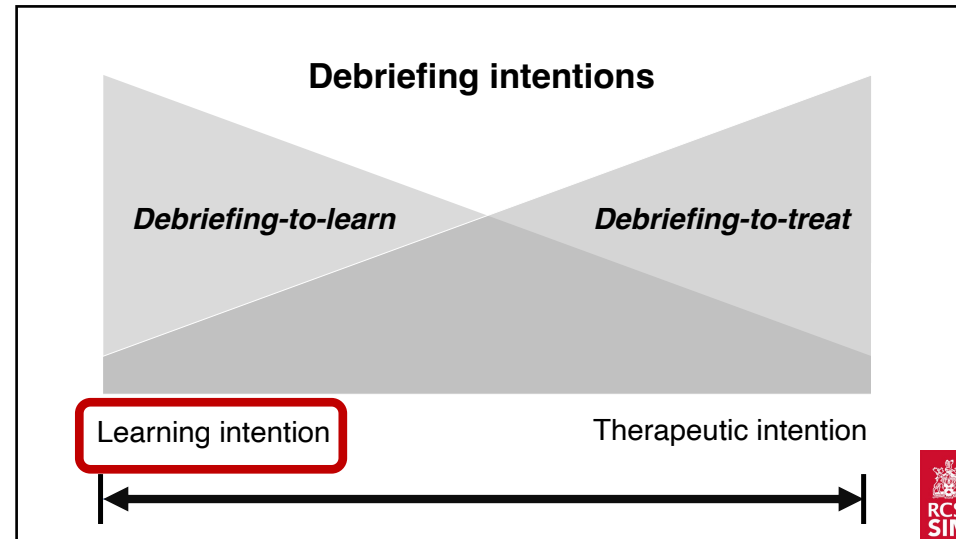 Debriefing intentions
Debriefing-to-learn
Debriefing-to-treat
Learning intention
Therapeutic intention